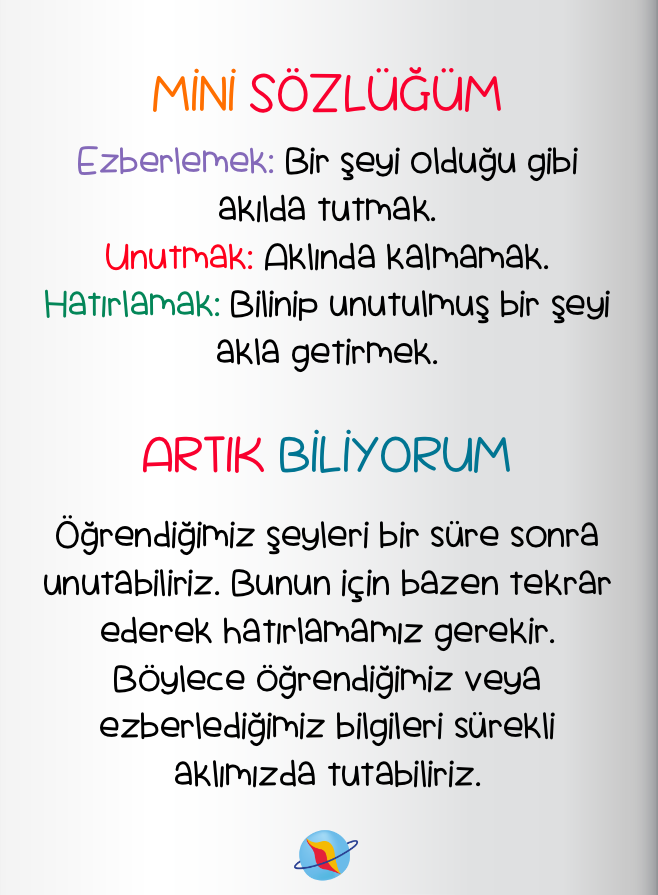 MİNİ SÖZLÜĞÜM
Ezberlemek: Bir şeyi olduğu gibi
akılda tutmak.
Unutmak: Aklında kalmamak.
Hatırlamak: Bilinip unutulmuş bir şeyi
akla getirmek.
ARTIK BİLİYORUM
Öğrendiğimiz şeyleri bir süre sonra
unutabiliriz. Bunun için bazen tekrar
ederek hatırlamamız gerekir.
Böylece öğrendiğimiz veya
ezberlediğimiz bilgileri sürekli
aklımızda tutabiliriz.